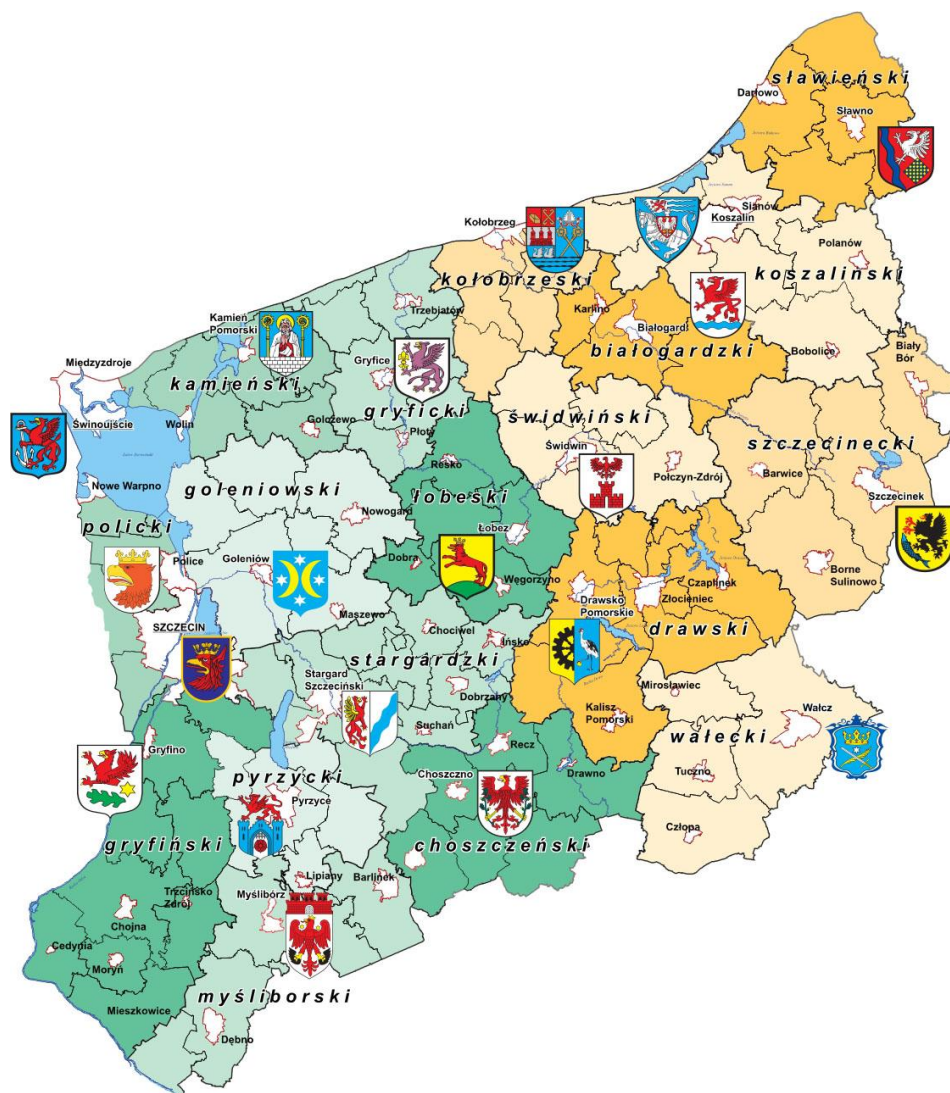 sławieński
Darłowo
Sławno
Kołobrzeg
Sianów
Koszalin
Polanów
koszaliński
kołobrzeski
Trzebiatów
Karlino
Białogard
Kamień
Pomorski
białogardzki
Bobolice
Biały
Bór
Międzyzdroje
Gryfice
kamieński
gryficki
Golczewo
świdwiński
Świnoujście
Wolin
Płoty
szczecinecki
Świdwin
Resko
Połczyn-Zdrój
Barwice
łobeski
Nowe Warpno
goleniowski
Szczecinek
Nowogard
Łobez
policki
Police
Goleniów
Dobra
Węgorzyno
Borne
Sulinowo
Czaplinek
Złocieniec
Drawsko
Pomorskie
Maszewo
SZCZECIN
Chociwel
Ińsko
drawski
stargardzki
Stargard
Szczeciński
Dobrzany
Mirosławiec
Kalisz
Pomorski
Wałcz
Suchań
wałecki
Gryfino
Recz
Drawno
Tuczno
pyrzycki
Choszczno
Pyrzyce
Człopa
gryfiński
choszczeński
Lipiany
Barlinek
Myślibórz
Trzcińsko
Zdrój
Chojna
Cedynia
Moryń
myśliborski
Mieszkowice
Dębno